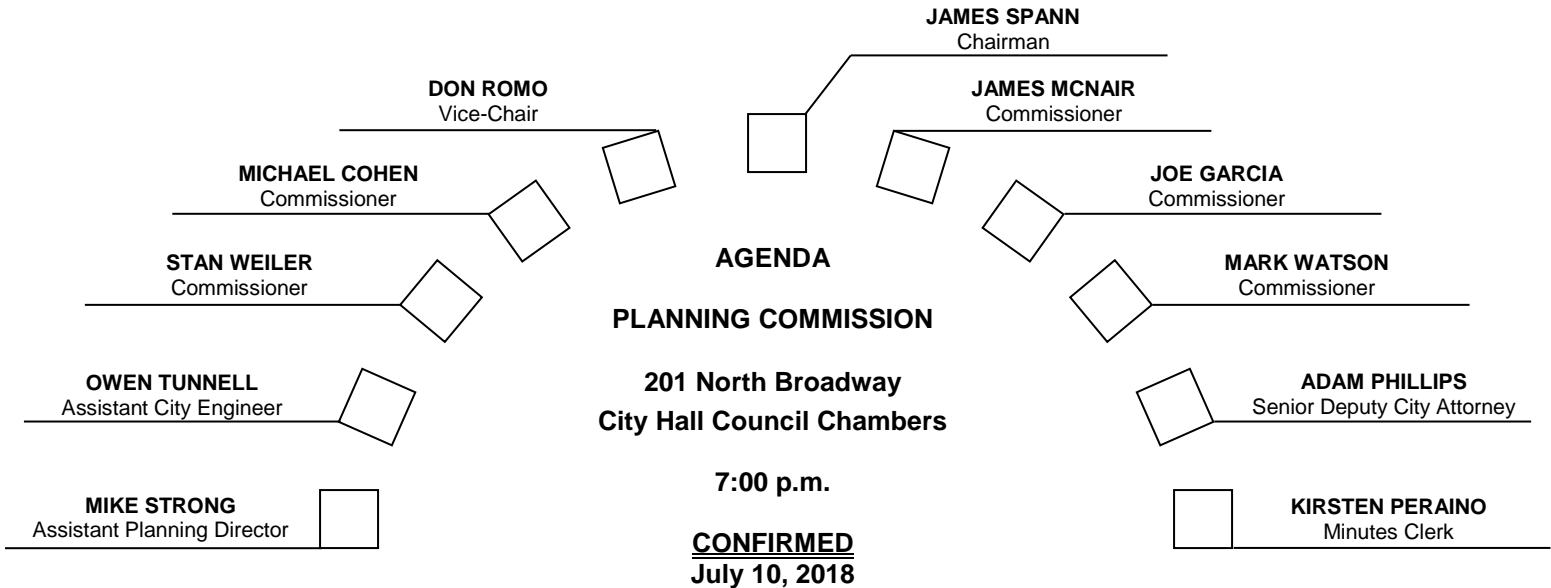 JAMES SPANN
Chairman
DON ROMO
Vice-Chair
JAMES MCNAIR
Commissioner
MICHAEL COHEN
Commissioner
JOE GARCIA
Commissioner
STAN WEILER
Commissioner
AGENDA
MARK WATSON
Commissioner
PLANNING COMMISSION
OWEN TUNNELL
Assistant City Engineer
201 North Broadway
City Hall Council Chambers
ADAM PHILLIPS
Senior Deputy City Attorney
MIKE STRONG
Assistant Planning Director
7:00 p.m.
KIRSTEN PERAINO
Minutes Clerk
CONFIRMED
July 10, 2018